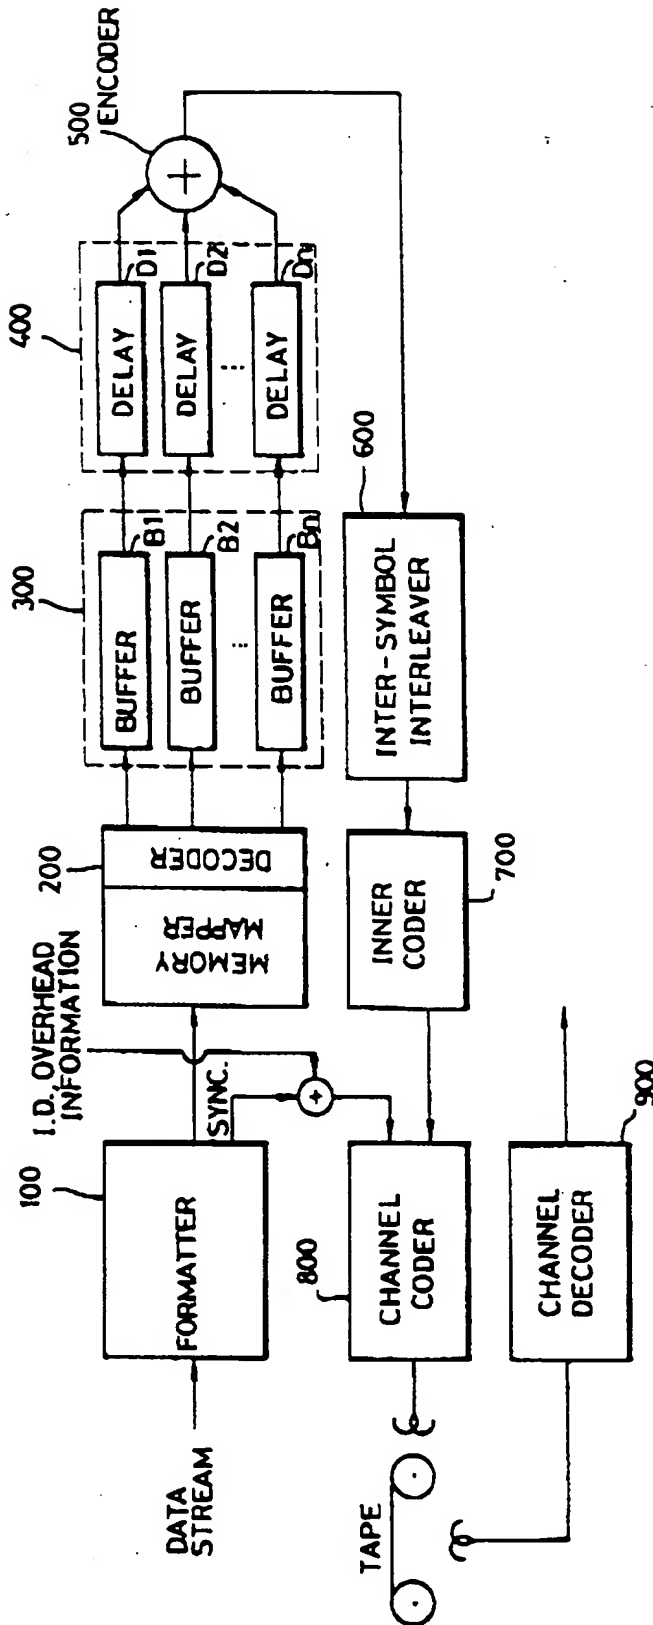 DATA
STREAM
100
FORMATTER
I.D., OVERHEAD
INFORMATION
SYNC.
+
200
MEMORY
MAPPER
DECODER
300
BUFFER
B1
BUFFER
B2
...
BUFFER
Bn
400
DELAY
D1
DELAY
D2
...
DELAY
Dn
500
ENCODER
+
600
INTER-SYMBOL
INTERLEAVER
INNER
CODER
700
800
CHANNEL
CODER
TAPE
CHANNEL
DECODER
900